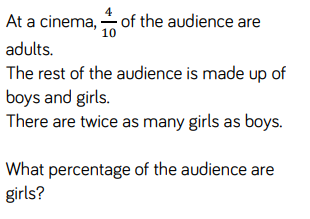 At a cinema, 4/10 of the audience are
adults.
The rest of the audience is made up of
boys and girls.
There are twice as many girls as boys.
What percentage of the audience are
girls?